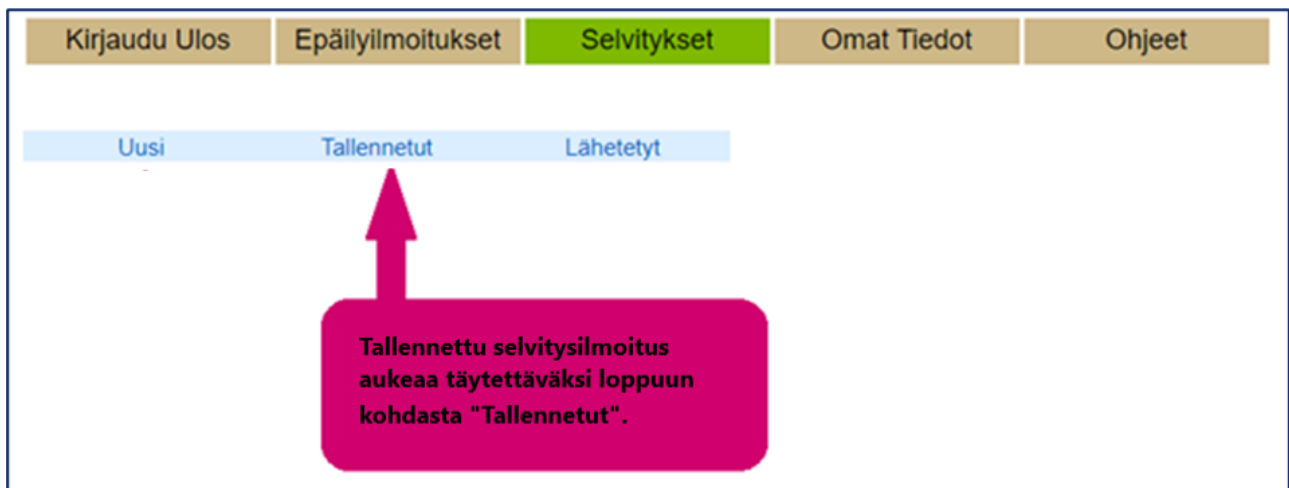 Kirjaudu Ulos Epäilyilmoitukset Selvitykset Omat Tiedot Ohjeet
Uusi Tallennetut Lähetetyt
Tallennettu selvitysilmoitus
aukeaa täytettäväksi loppuun
kohdasta "Tallennetut".